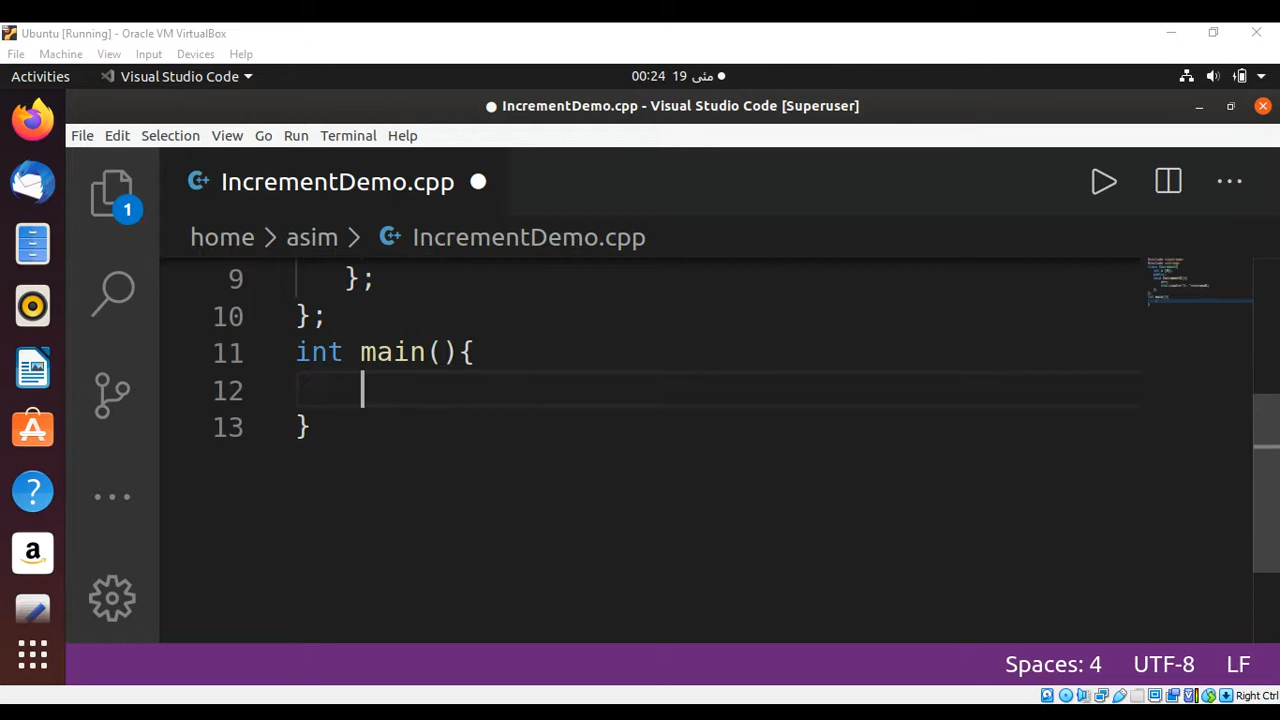 Ubuntu [Running] - Oracle VM VirtualBox
File Machine View Input Devices Help
Activities Visual Studio Code 00:24 19 مئی
IncrementDemo.cpp - Visual Studio Code [Superuser]
File Edit Selection View Go Run Terminal Help
IncrementDemo.cpp
1
home > asim > IncrementDemo.cpp
9 };
10 };
11 int main(){
12
13 }
Spaces: 4 UTF-8 LF
Right Ctrl